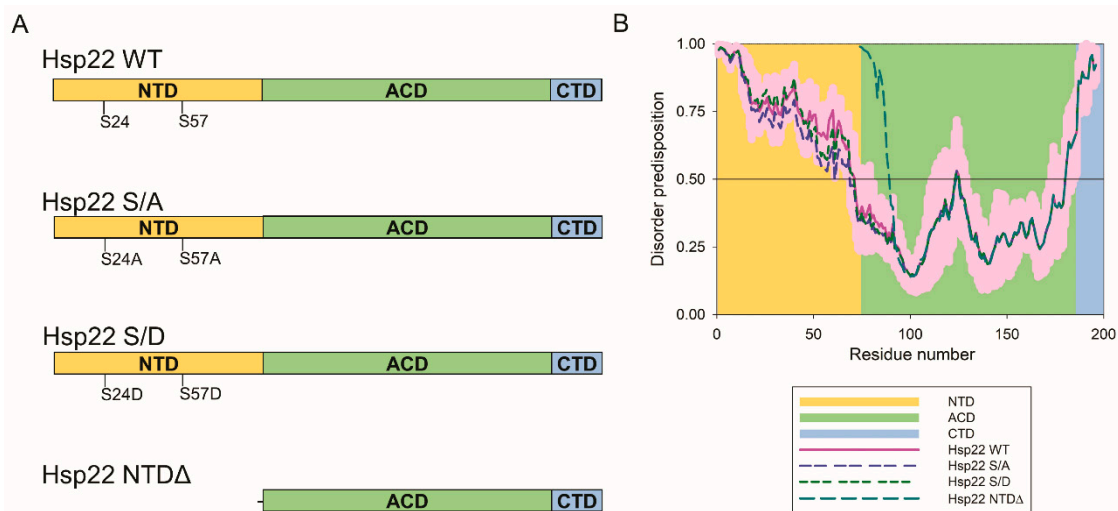 A
Hsp22 WT
NTD ACD CTD
S24 S57
Hsp22 S/A
NTD ACD CTD
S24A S57A
Hsp22 S/D
NTD ACD CTD
S24D S57D
Hsp22 NTDΔ
ACD CTD
B
1.00
0.75
0.50
0.25
0.00
Disorder predisposition
0 50 100 150 200
Residue number
NTD
ACD
CTD
Hsp22 WT
Hsp22 S/A
Hsp22 S/D
Hsp22 NTDΔ